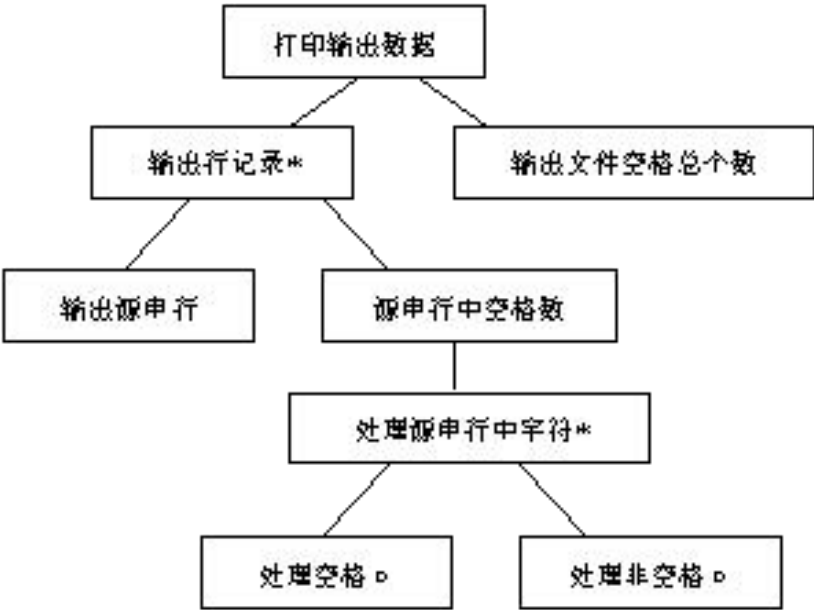 打印输出数据
输出行记录*
输出文件空格总个数
输出源串行
源串行中空格数
处理源串行中字符*
处理空格o
处理非空格o